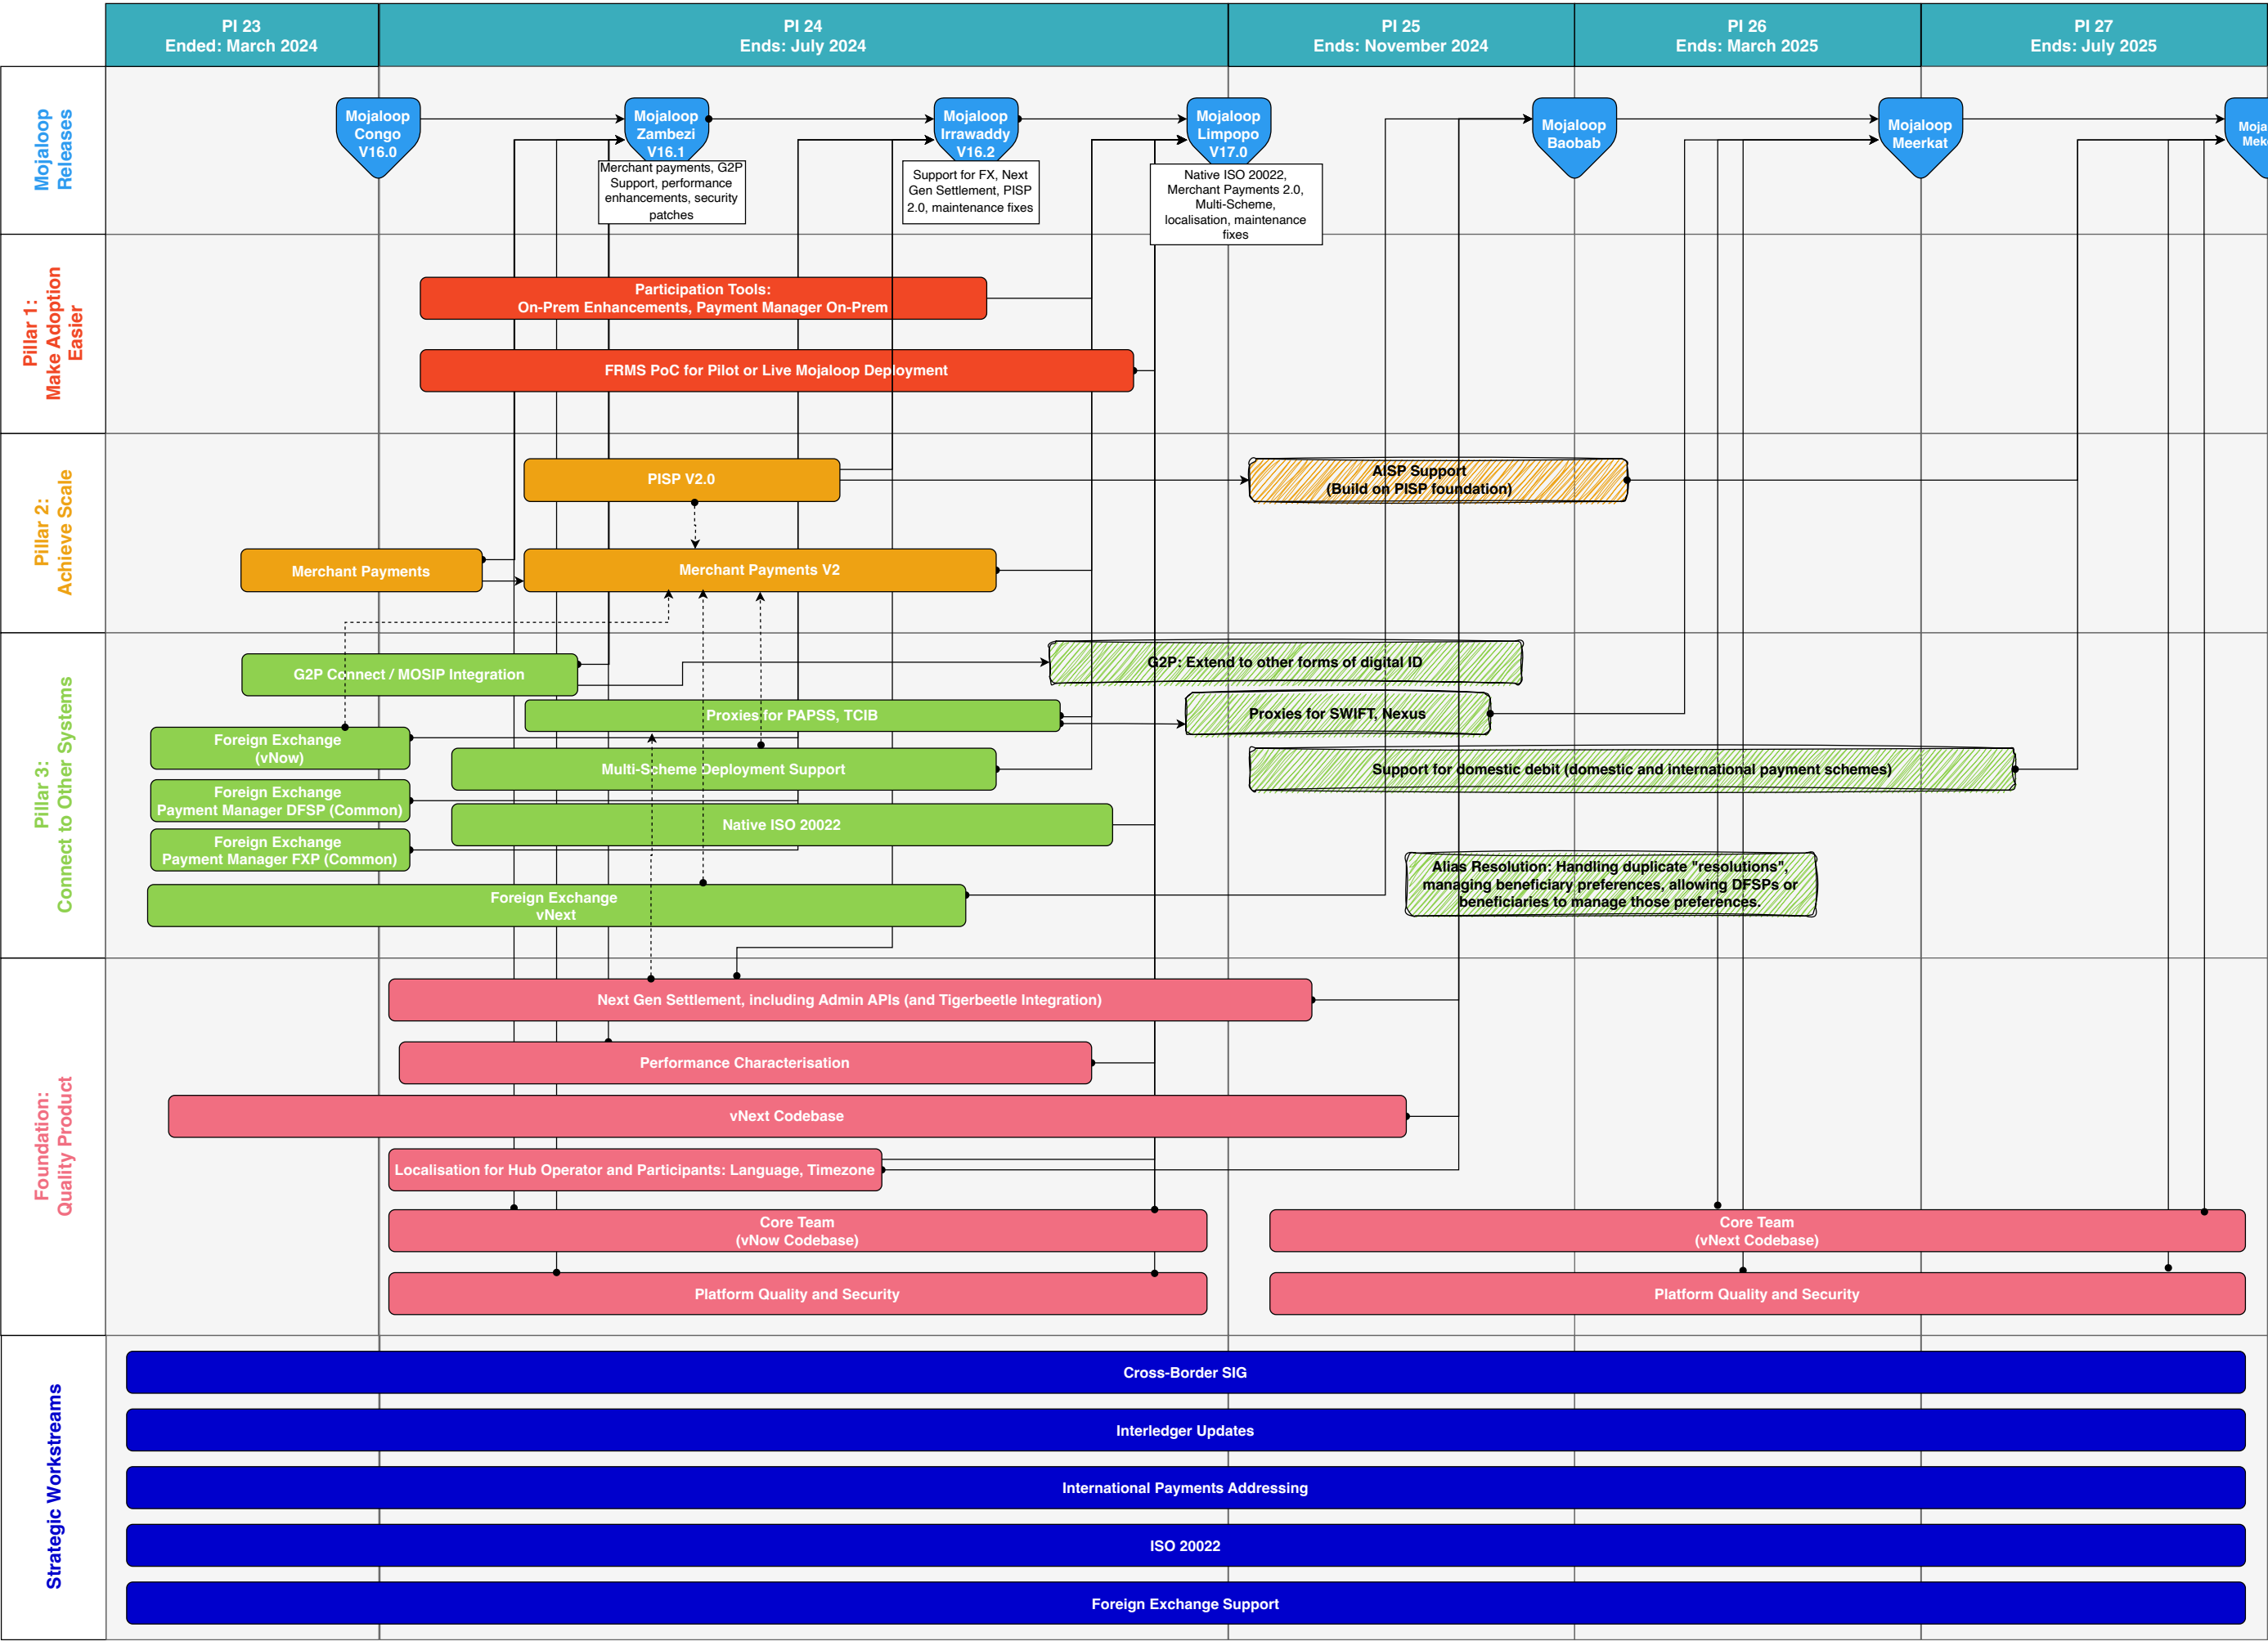 PI 23
Ended: March 2024
PI 24
Ends: July 2024
PI 25
Ends: November 2024
PI 26
Ends: March 2025
PI 27
Ends: July 2025
Mojaloop
Releases
Mojaloop
Congo
V16.0
Mojaloop
Zambezi
V16.1
Merchant payments, G2P
Support, performance
enhancements, security
patches
Mojaloop
Irrawaddy
V16.2
Support for FX, Next
Gen Settlement, PISP
2.0, maintenance fixes
Mojaloop
Limpopo
V17.0
Native ISO 20022,
Merchant Payments 2.0,
Multi-Scheme,
localisation, maintenance
fixes
Mojaloop
Baobab
Mojaloop
Meerkat
Pillar 1:
Make Adoption
Easier
Participation Tools:
On-Prem Enhancements, Payment Manager On-Prem
FRMS PoC for Pilot or Live Mojaloop Deployment
Pillar 2:
Achieve Scale
PISP V2.0
AISP Support
(Build on PISP foundation)
Merchant Payments
Merchant Payments V2
Pillar 3:
Connect to Other Systems
G2P: Extend to other forms of digital ID
G2P Connect / MOSIP Integration
Proxies for PAPSS, TCIB
Proxies for SWIFT, Nexus
Foreign Exchange
(vNow)
Multi-Scheme Deployment Support
Support for domestic debit (domestic and international payment schemes)
Foreign Exchange
Payment Manager DFSP (Common)
Native ISO 20022
Foreign Exchange
Payment Manager FXP (Common)
Alias Resolution: Handling duplicate "resolutions",
managing beneficiary preferences, allowing DFSPs or
beneficiaries to manage those preferences.
Foreign Exchange
vNext
Foundation:
Quality Product
Next Gen Settlement, including Admin APIs (and Tigerbeetle Integration)
Performance Characterisation
vNext Codebase
Localisation for Hub Operator and Participants: Language, Timezone
Core Team
(vNow Codebase)
Core Team
(vNext Codebase)
Platform Quality and Security
Platform Quality and Security
Strategic Workstreams
Cross-Border SIG
Interledger Updates
International Payments Addressing
ISO 20022
Foreign Exchange Support